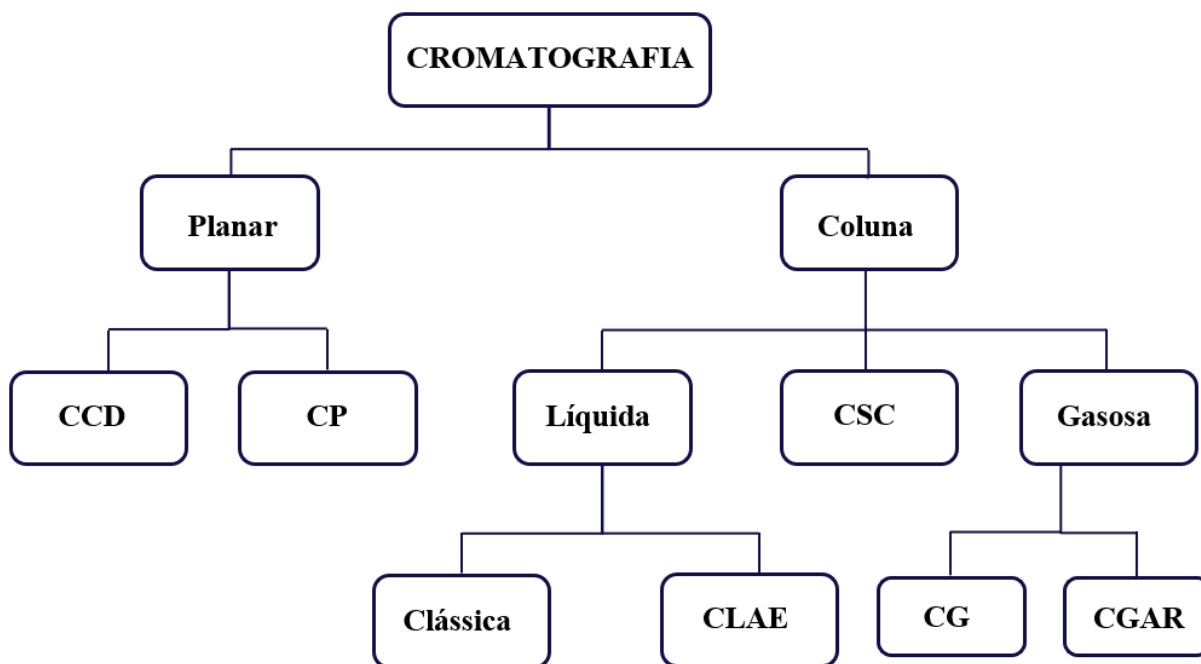 CROMATOGRAFIA
Planar
Coluna
CCD
CP
Líquida
CSC
Gasosa
Clássica
CLAE
CG
CGAR